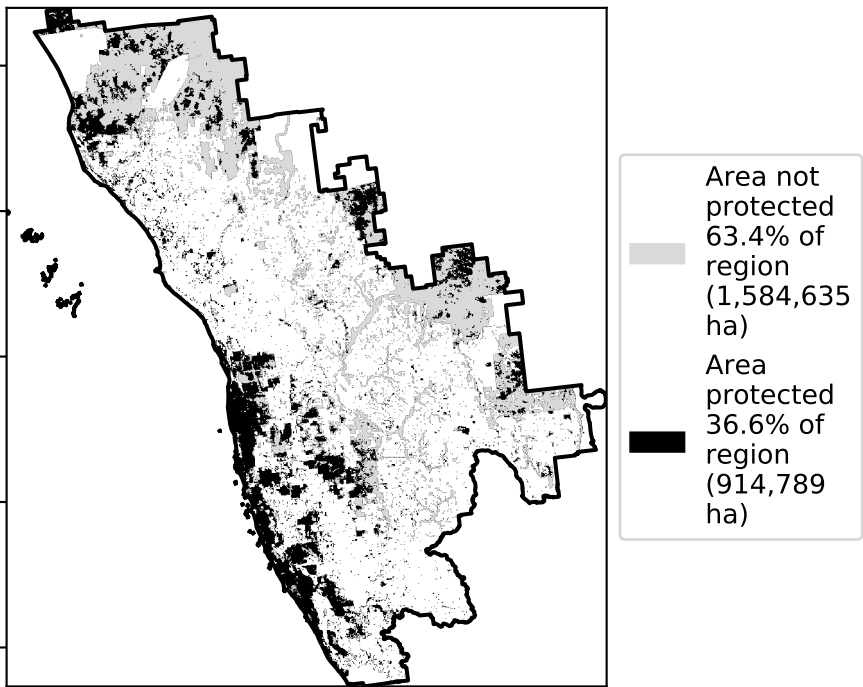 Area not
protected
63.4% of
region
(1,584,635
ha)
Area
protected
36.6% of
region
(914,789
ha)